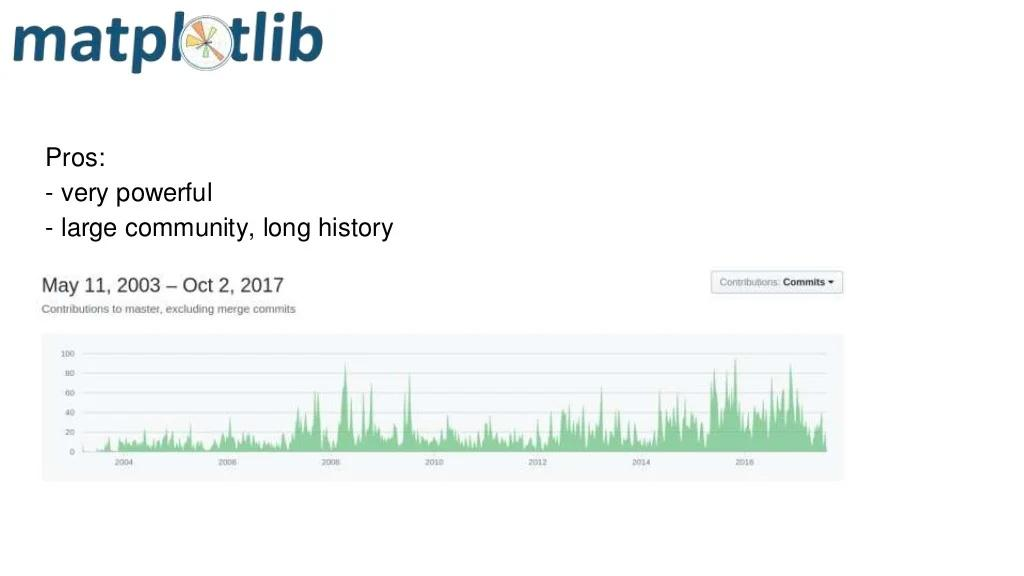 matplotlib
Pros:
- very powerful
- large community, long history
May 11, 2003 – Oct 2, 2017
Contributions: Commits
Contributions to master, excluding merge commits
100
80
60
40
20
0
2004 2006 2008 2010 2012 2014 2016